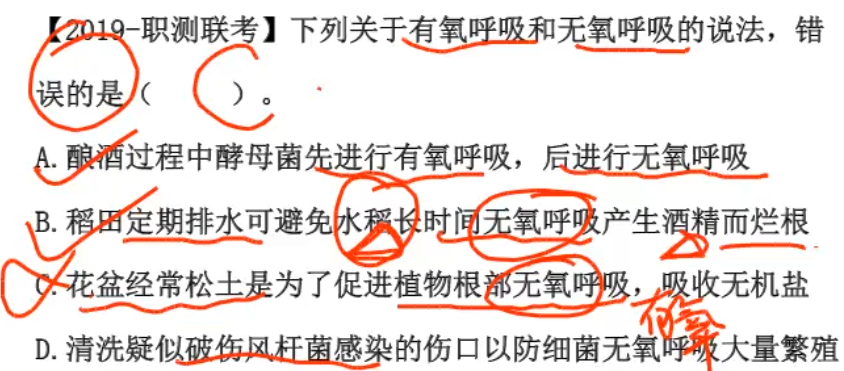 【2019-职测联考】下列关于有氧呼吸和无氧呼吸的说法，错
误的是（ C ）。
A.酿酒过程中酵母菌先进行有氧呼吸，后进行无氧呼吸
B.稻田定期排水可避免水稻长时间无氧呼吸产生酒精而烂根
C.花盆经常松土是为了促进植物根部无氧呼吸，吸收无机盐
有氧
D.清洗疑似破伤风杆菌感染的伤口以防细菌无氧呼吸大量繁殖